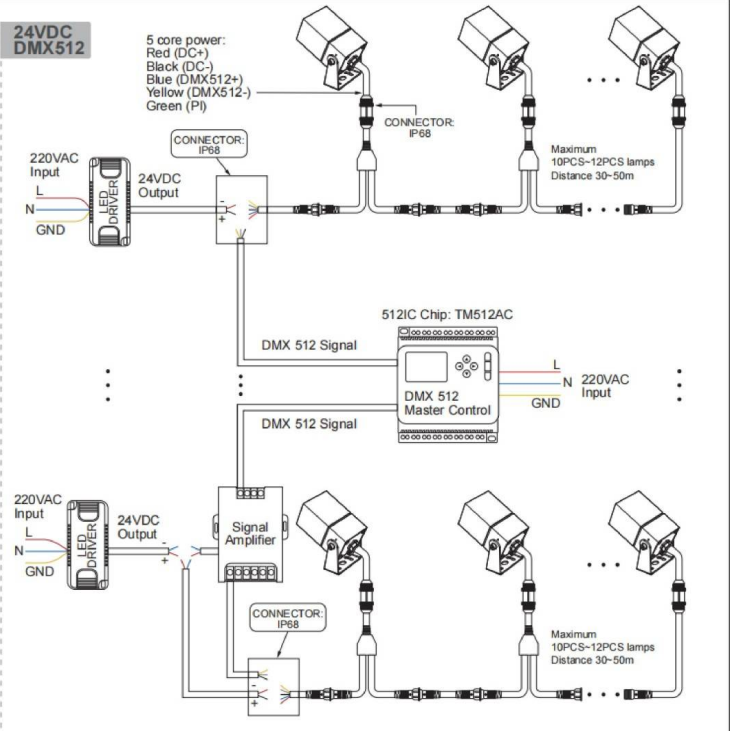 24VDC
DMX512
5 core power:
Red (DC+)
Black (DC-)
Blue (DMX512+)
Yellow (DMX512-)
Green (PI)
CONNECTOR:
IP68
CONNECTOR:
IP68
Maximum
10PCS~12PCS lamps
Distance 30~50m
220VAC
Input
L
N
GND
LED
DRIVER
24VDC
Output
-
+
512IC Chip: TM512AC
DMX 512 Signal
DMX 512
Master Control
L
N
GND
220VAC
Input
DMX 512 Signal
220VAC
Input
L
N
GND
LED
DRIVER
24VDC
Output
-
+
Signal
Amplifier
CONNECTOR:
IP68
-
+
Maximum
10PCS~12PCS lamps
Distance 30~50m